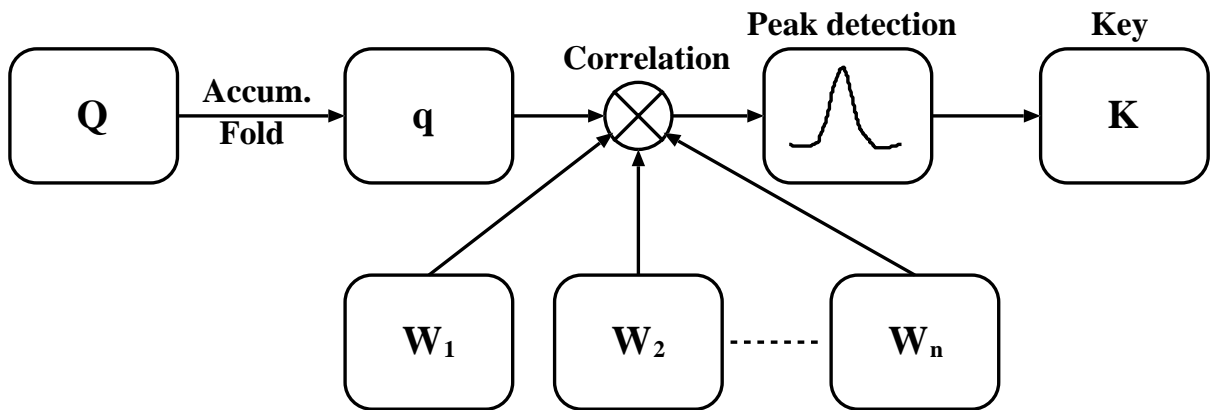 Peak detection
Key
Correlation
Q
Accum.
Fold
q
K
W1
W2
Wn